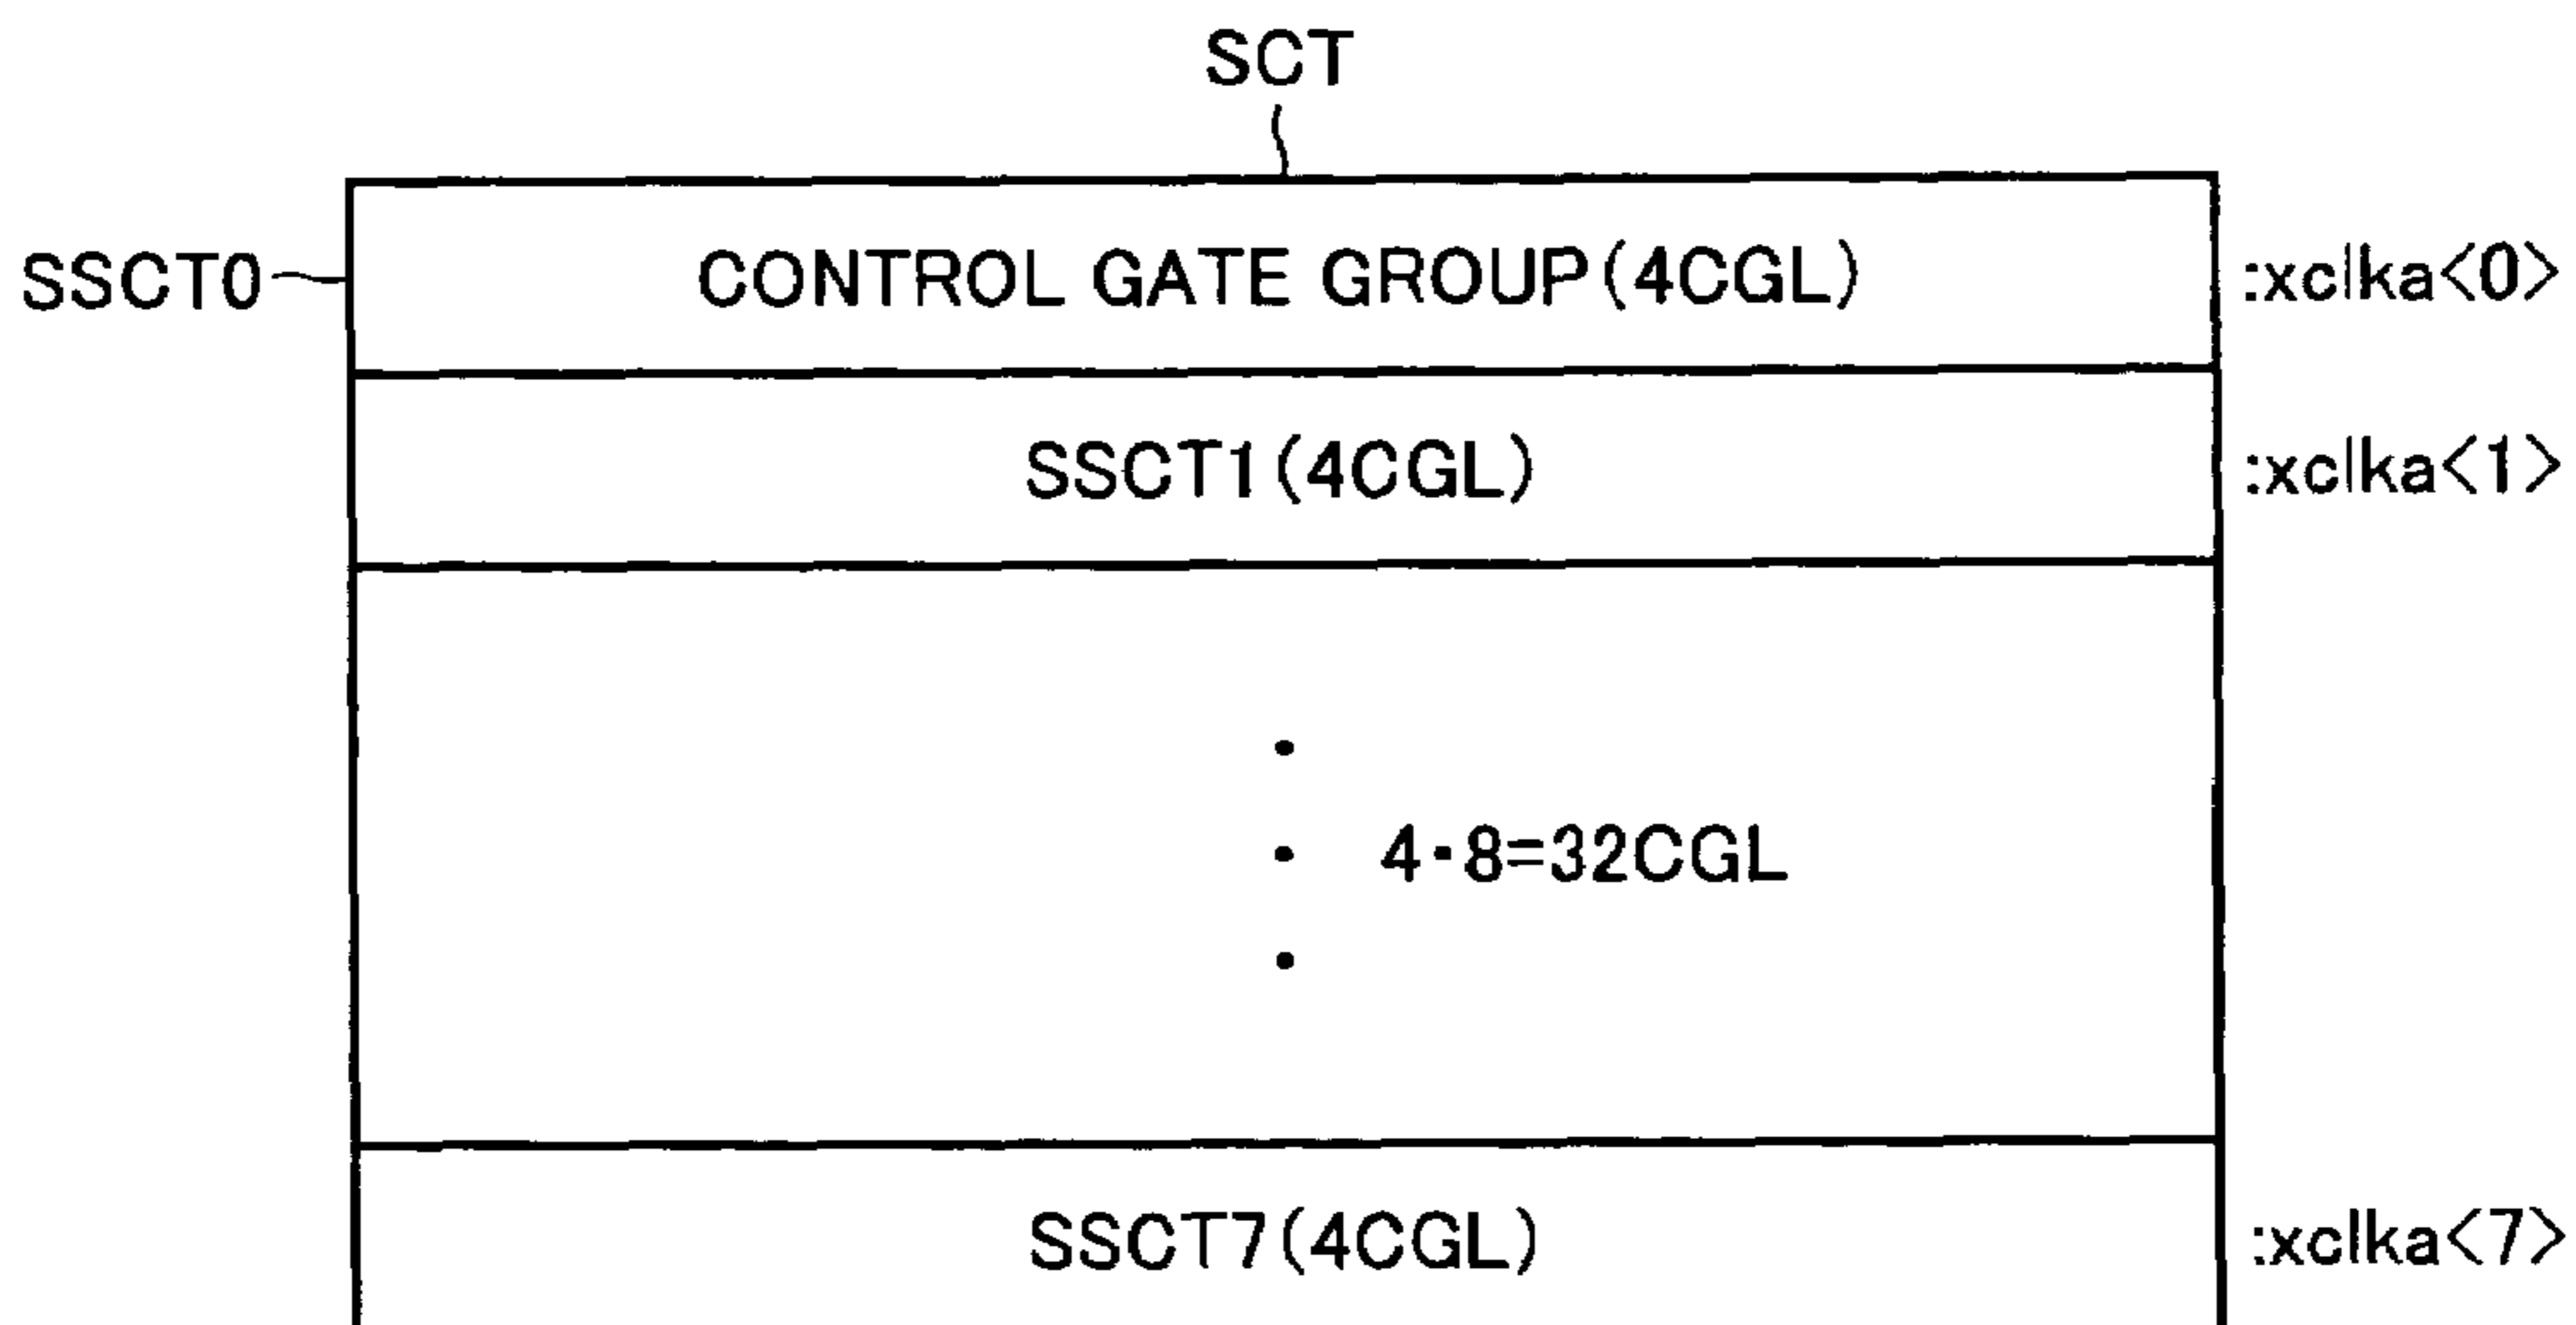 SCT
SSCT0 CONTROL GATE GROUP(4CGL) :xclka<0>
SSCT1(4CGL) :xclka<1>
4·8=32CGL
SSCT7(4CGL) :xclka<7>